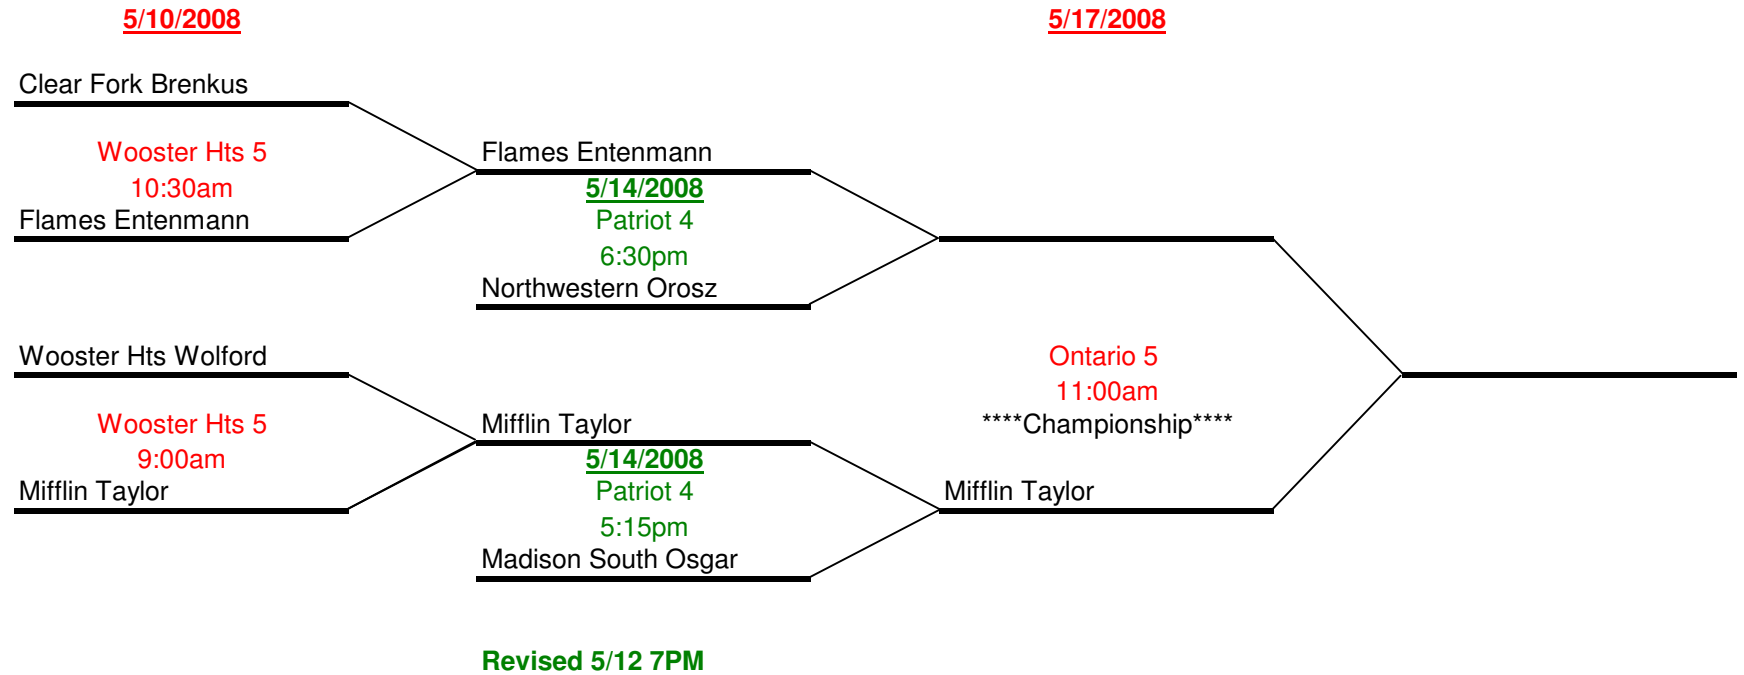 5/10/2008
5/17/2008
Clear Fork Brenkus
Wooster Hts 5
10:30am
Flames Entenmann
Flames Entenmann
5/14/2008
Patriot 4
6:30pm
Northwestern Orosz
Wooster Hts Wolford
Wooster Hts 5
9:00am
Mifflin Taylor
Mifflin Taylor
5/14/2008
Patriot 4
5:15pm
Madison South Osgar
Ontario 5
11:00am
****Championship****
Mifflin Taylor
Revised 5/12 7PM